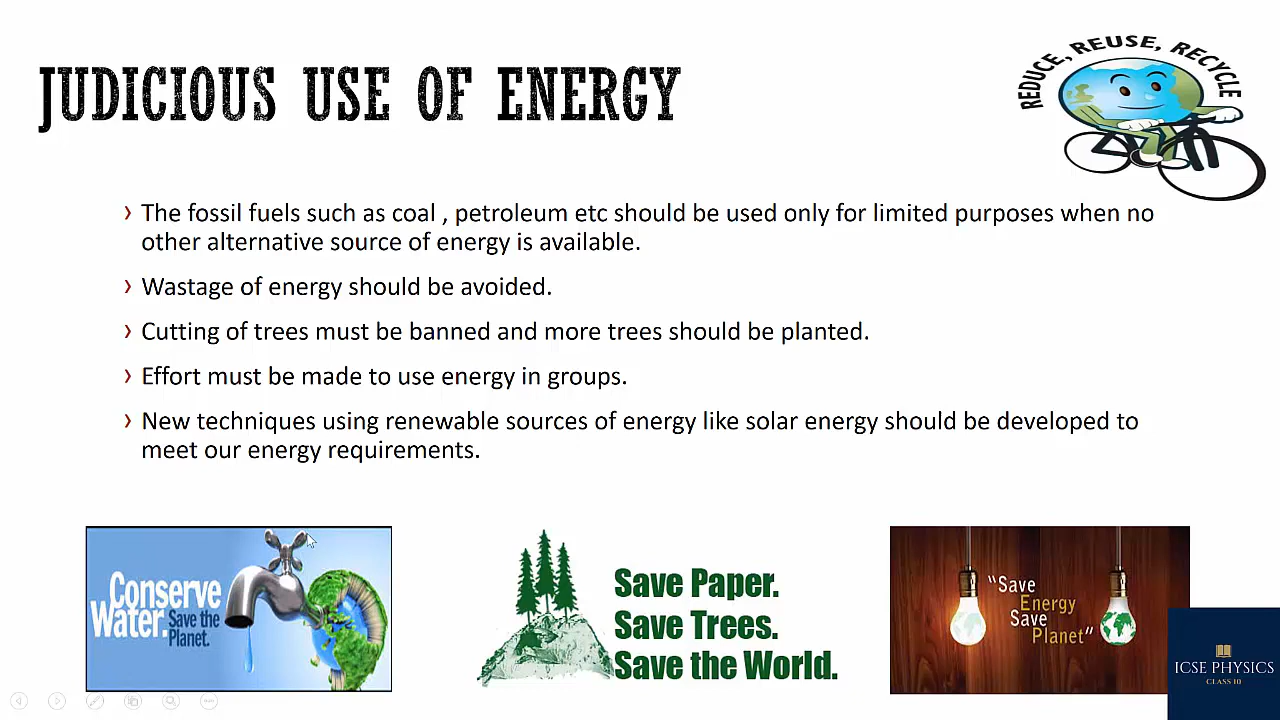 JUDICIOUS USE OF ENERGY
REDUCE, REUSE, RECYCLE
› The fossil fuels such as coal , petroleum etc should be used only for limited purposes when no
other alternative source of energy is available.
› Wastage of energy should be avoided.
› Cutting of trees must be banned and more trees should be planted.
› Effort must be made to use energy in groups.
› New techniques using renewable sources of energy like solar energy should be developed to
meet our energy requirements.
Conserve
Water. Save the
Planet.
Save Paper.
Save Trees.
Save the World.
“Save
Energy
Save
Planet”
ICSE PHYSICS
CLASS 10